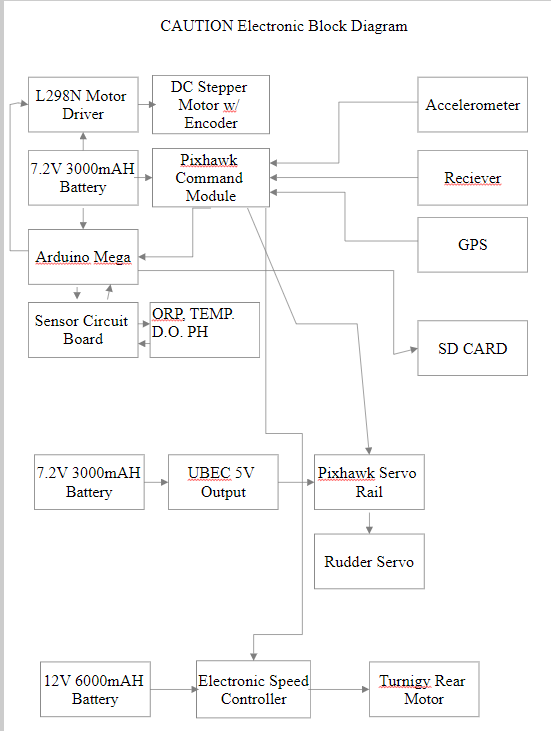 CAUTION Electronic Block Diagram
L298N Motor
Driver
DC Stepper
Motor w/
Encoder
Accelerometer
7.2V 3000mAH
Battery
Pixhawk
Command
Module
Reciever
Arduino Mega
GPS
Sensor Circuit
Board
ORP, TEMP.
D.O. PH
SD CARD
7.2V 3000mAH
Battery
UBEC 5V
Output
Pixhawk Servo
Rail
Rudder Servo
12V 6000mAH
Battery
Electronic Speed
Controller
Turnigy Rear
Motor